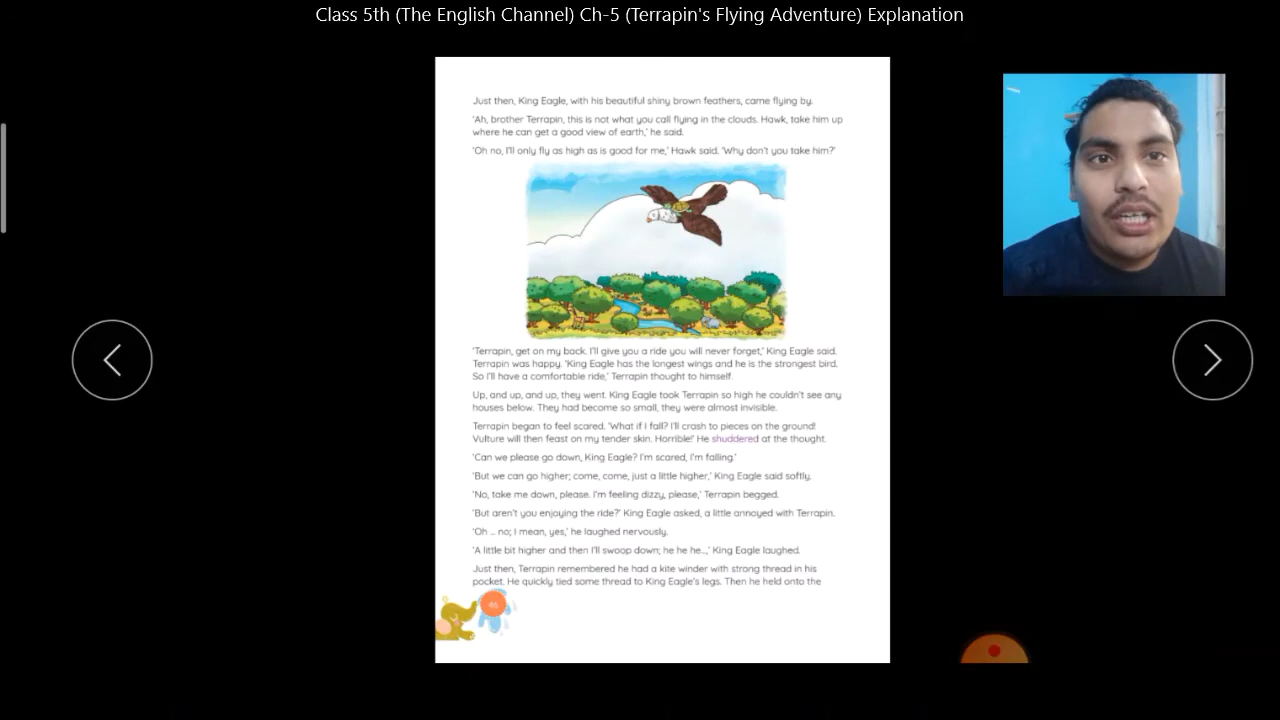 Class 5th (The English Channel) Ch-5 (Terrapin's Flying Adventure) Explanation
Just then, King Eagle, with his beautiful shiny brown feathers, came flying by.
'Ah, brother Terrapin, this is not what you call flying in the clouds. Hawk, take him up
where he can get a good view of earth,' he said.
'Oh no, I'll only fly as high as is good for me,' Hawk said. 'Why don't you take him?'
'Terrapin, get on my back. I'll give you a ride you will never forget,' King Eagle said.
Terrapin was happy. 'King Eagle has the longest wings and he is the strongest bird.
So I'll have a comfortable ride,' Terrapin thought to himself.
Up, and up, and up, they went. King Eagle took Terrapin so high he couldn't see any
houses below. They had become so small, they were almost invisible.
Terrapin began to feel scared. 'What if I fall? I'll crash to pieces on the ground!
Vulture will then feast on my tender skin. Horrible!' He shuddered at the thought.
'Can we please go down, King Eagle? I'm scared, I'm falling.'
'But we can go higher; come, come, just a little higher,' King Eagle said softly.
'No, take me down, please. I'm feeling dizzy, please,' Terrapin begged.
'But aren't you enjoying the ride?' King Eagle asked, a little annoyed with Terrapin.
'Oh ... no; I mean, yes,' he laughed nervously.
'A little bit higher and then I'll swoop down; he he he...,' King Eagle laughed.
Just then, Terrapin remembered he had a kite winder with strong thread in his
pocket. He quickly tied some thread to King Eagle's legs. Then he held onto the
46